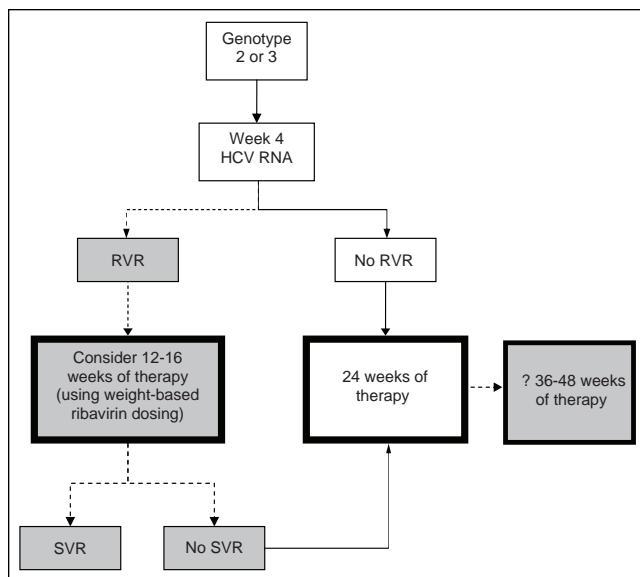 Genotype
2 or 3
Week 4
HCV RNA
RVR
No RVR
Consider 12-16
weeks of therapy
(using weight-based
ribavirin dosing)
24 weeks of
therapy
? 36-48 weeks
of therapy
SVR
No SVR